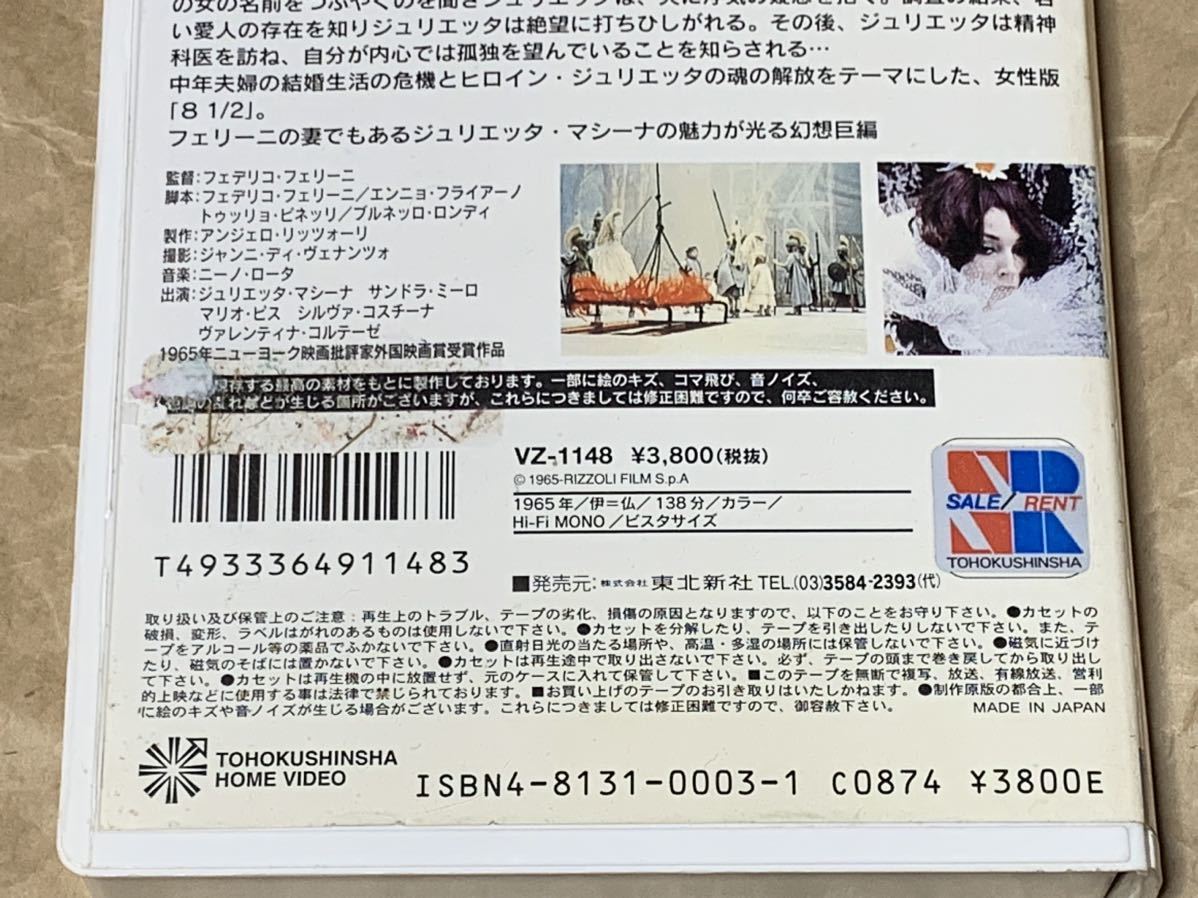 の女の名前をつぶやくのを聞きジュリエッタは、夫に浮気の疑惑を抱く。調査の結果、若
い愛人の存在を知りジュリエッタは絶望に打ちひしがれる。その後、ジュリエッタは精神
科医を訪ね、自分が内心では孤独を望んでいることを知らされる…
中年夫婦の結婚生活の危機とヒロイン・ジュリエッタの魂の解放をテーマにした、女性版
「8 1/2」。
フェリーニの妻でもあるジュリエッタ・マシーナの魅力が光る幻想巨編
監督:フェデリコ・フェリーニ
脚本:フェデリコ・フェリーニ/エンニョ・フライアーノ
トゥッリョ・ピネッリ/ブルネッロ・ロンディ
製作:アンジェロ・リッツォーリ
撮影:ジャンニ・ディ・ヴェナンツォ
音楽:ニーノ・ロータ
出演:ジュリエッタ・マシーナ サンドラ・ミーロ
マリオ・ピス シルヴァ・コスチーナ
ヴァレンティナ・コルテーゼ
1965年ニューヨーク映画批評家外国映画賞受賞作品
現存する最高の素材をもとに製作しております。一部に絵のキズ、コマ飛び、音ノイズ、
の乱れなどが生じる箇所がございますが、これらにつきましては修正困難ですので、何卒ご容赦ください。
VZ-1148 ¥3,800(税抜)
©1965-RIZZOLI FILM S.p.A
1965年/伊=仏/138分/カラー/
Hi-Fi MONO/ビスタサイズ
SALE/RENT
TOHOKUSHINSHA
T4933364911483
■発売元:株式会社 東北新社 TEL.(03)3584-2393(代)
取り扱い及び保管上のご注意:再生上のトラブル、テープの劣化、損傷の原因となりますので、以下のことをお守り下さい。●カセットの
破損、変形、ラベルはがれのあるものは使用しないで下さい。●カセットを分解したり、テープを引き出したりしないで下さい。また、テ
ープをアルコール等の薬品でふかないで下さい。●直射日光の当たる場所や、高温・多湿の場所には保管しないで下さい。●磁気に近づけ
たり、磁気のそばには置かないで下さい。●カセットは再生途中で取り出さないで下さい。必ず、テープの頭まで巻き戻してから取り出し
て下さい。●カセットは再生機の中に放置せず、元のケースに入れて保管して下さい。■このテープを無断で複写、放送、有線放送、営利
的上映などに使用する事は法律で禁じられております。■お買い上げのテープのお引き取りはいたしかねます。●制作原版の都合上、一部
に絵のキズや音ノイズが生じる場合がございます。これらにつきましては修正困難ですので、御容赦下さい。 MADE IN JAPAN
TOHOKUSHINSHA
HOME VIDEO
ISBN4-8131-0003-1 C0874 ¥3800E